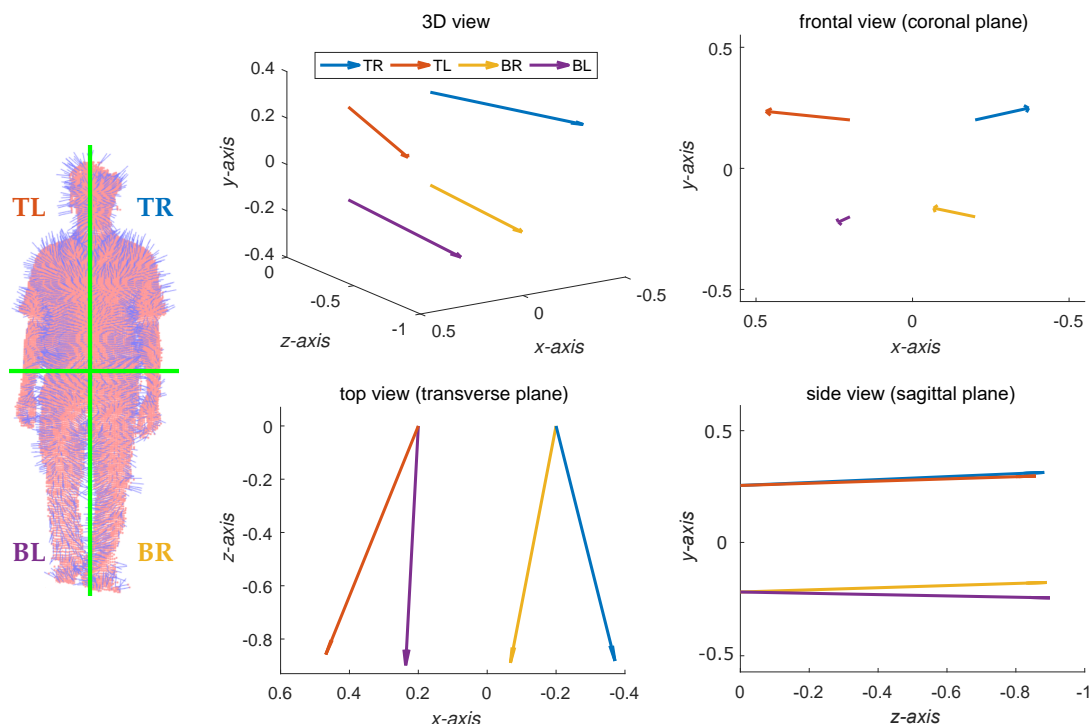 TL
TR
BL
BR
3D view
TR TL BR BL
0.4
0.2
0
-0.2
-0.4
y-axis
0
-0.5
-1
z-axis
0.5
0
-0.5
x-axis
frontal view (coronal plane)
0.5
0
-0.5
y-axis
0.5
0
-0.5
x-axis
top view (transverse plane)
0
-0.2
-0.4
-0.6
-0.8
z-axis
0.6
0.4
0.2
0
-0.2
-0.4
x-axis
side view (sagittal plane)
0.5
0
-0.5
y-axis
0
-0.2
-0.4
-0.6
-0.8
-1
z-axis